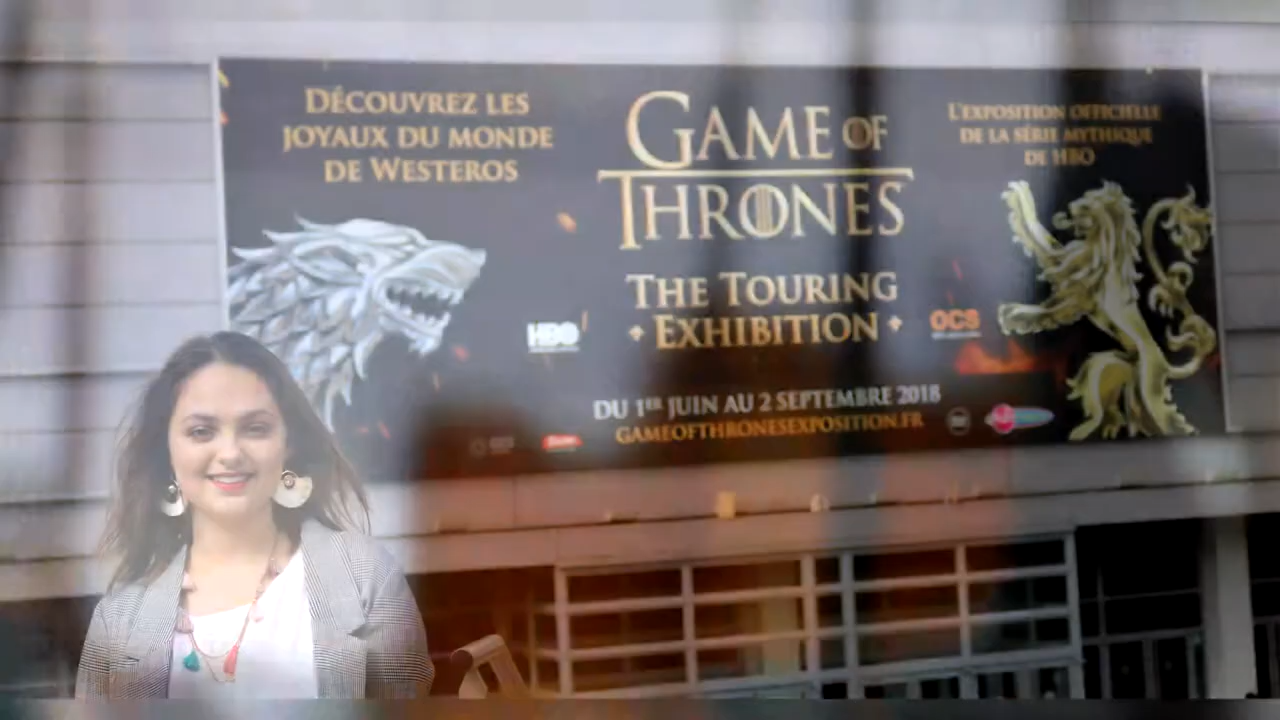 DÉCOUVREZ LES
JOYAUX DU MONDE
DE WESTEROS
GAME OF
THRONES
THE TOURING
EXHIBITION
L'EXPOSITION OFFICIELLE
DE LA SÉRIE MYTHIQUE
DE HBO
HBO
OCS
DU 1ER JUIN AU 2 SEPTEMBRE 2018
GAMEOFTHRONESEXPOSITION.FR